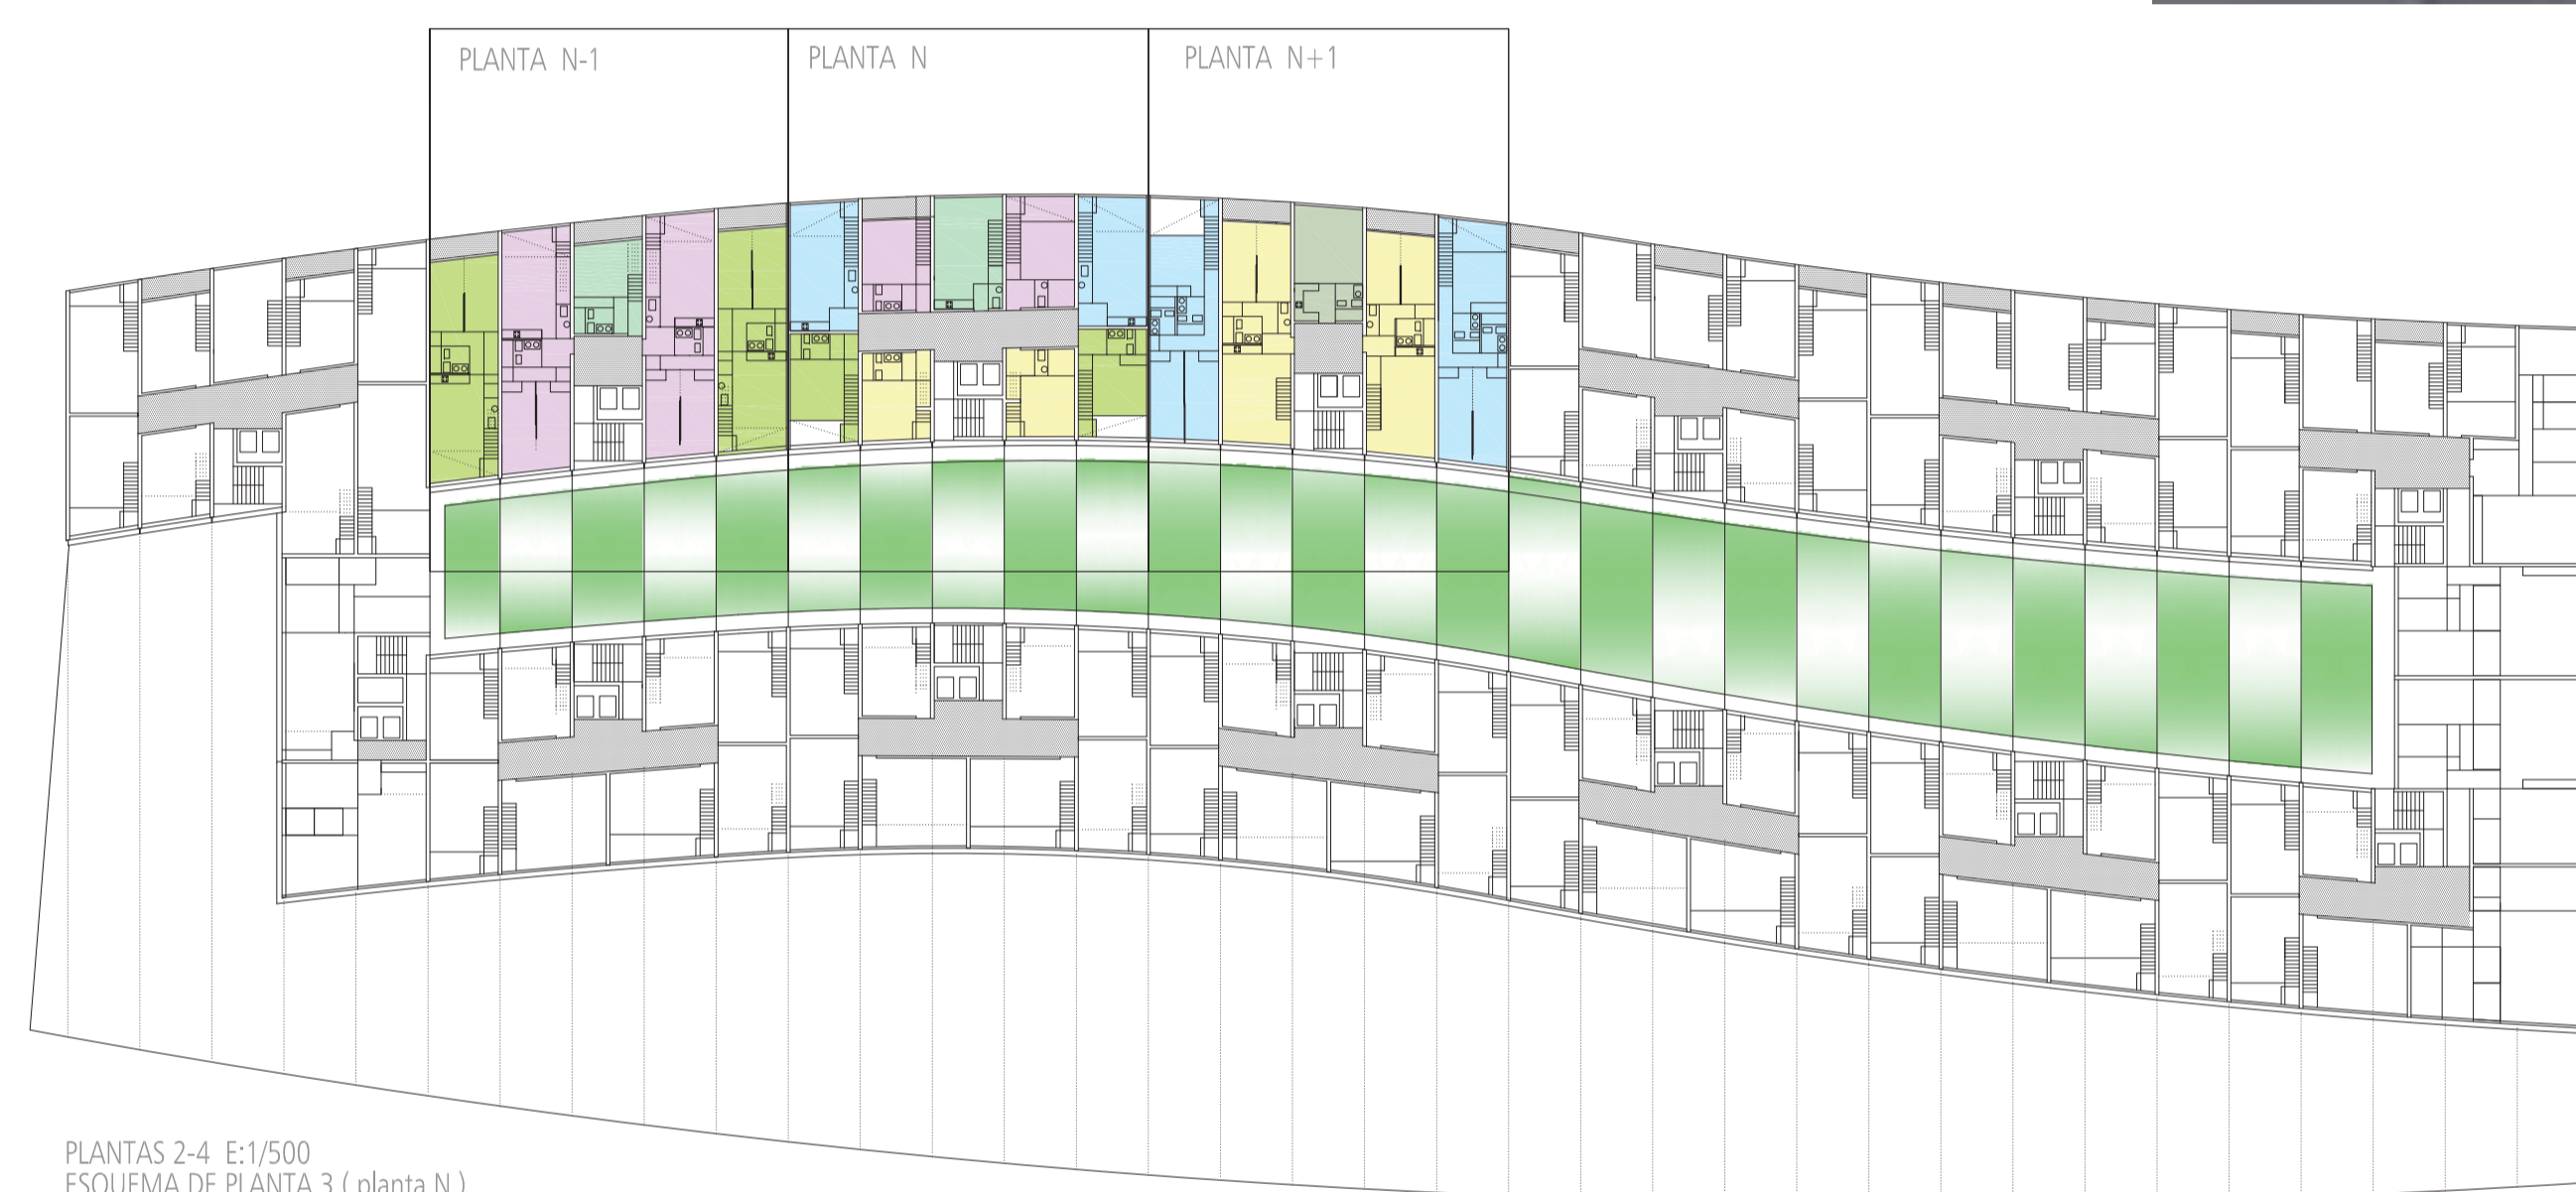 PLANTA N-1
PLANTA N
PLANTA N+1
PLANTAS 2-4 E:1/500
ESQUEMA DE PLANTA 3 ( planta N )